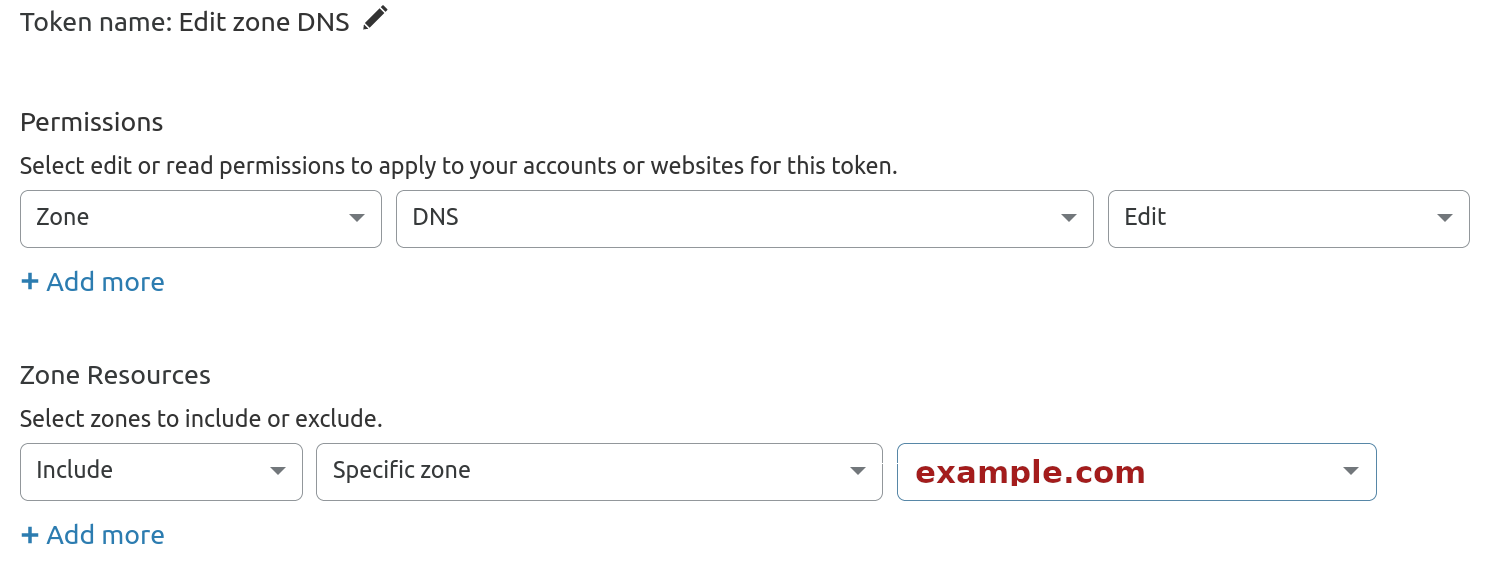 Token name: Edit zone DNS
Permissions
Select edit or read permissions to apply to your accounts or websites for this token.
Zone DNS Edit
+ Add more
Zone Resources
Select zones to include or exclude.
Include Specific zone example.com
+ Add more